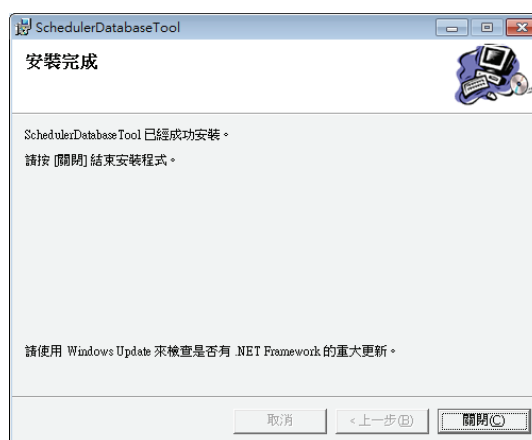 SchedulerDatabaseTool
安裝完成
SchedulerDatabaseTool 已經成功安裝。
請按 [關閉] 結束安裝程式。
請使用 Windows Update 來檢查是否有 .NET Framework 的重大更新。
取消
<上一步(B)
關閉(C)